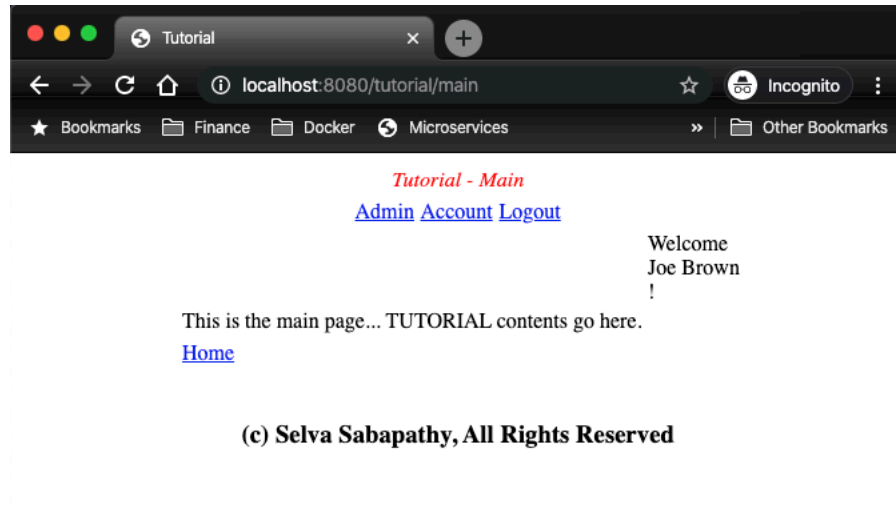 Tutorial
localhost:8080/tutorial/main
Incognito
Bookmarks Finance Docker Microservices » Other Bookmarks
Tutorial - Main
Admin Account Logout
Welcome
Joe Brown
!
This is the main page... TUTORIAL contents go here.
Home
(c) Selva Sabapathy, All Rights Reserved